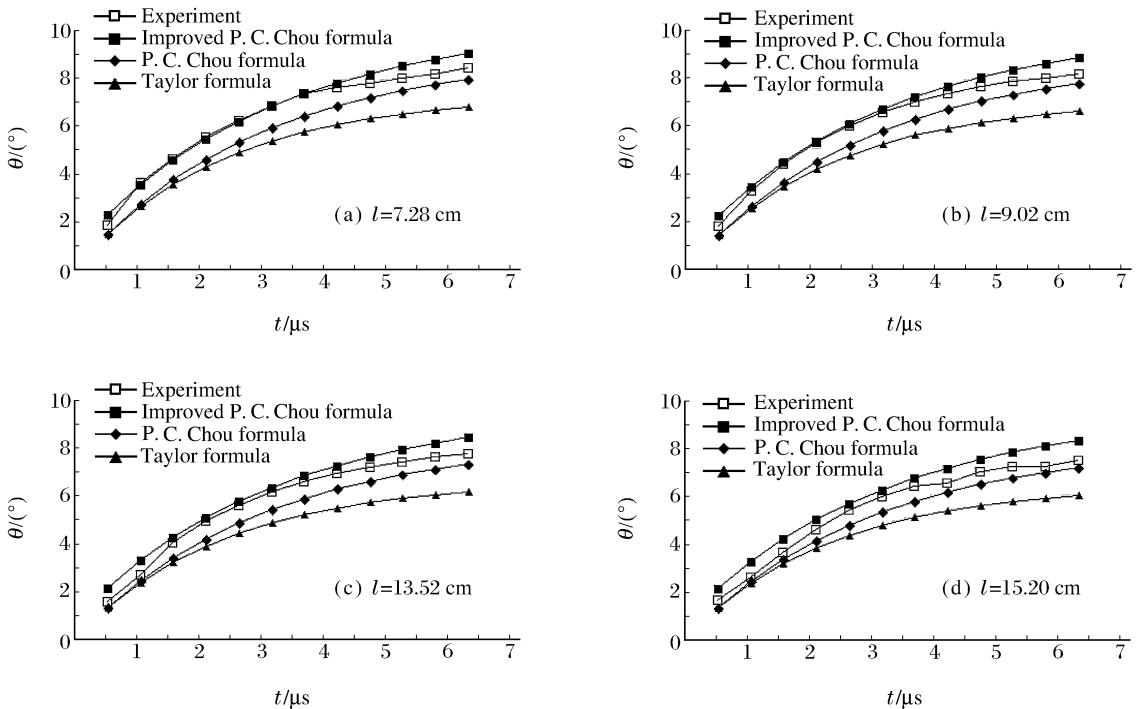 10
8
6
4
2
0
θ/(°)
Experiment
Improved P. C. Chou formula
P. C. Chou formula
Taylor formula
(a) l=7.28 cm
1 2 3 4 5 6 7
t/μs
10
8
6
4
2
0
θ/(°)
Experiment
Improved P. C. Chou formula
P. C. Chou formula
Taylor formula
(b) l=9.02 cm
1 2 3 4 5 6 7
t/μs
10
8
6
4
2
0
θ/(°)
Experiment
Improved P. C. Chou formula
P. C. Chou formula
Taylor formula
(c) l=13.52 cm
1 2 3 4 5 6 7
t/μs
10
8
6
4
2
0
θ/(°)
Experiment
Improved P. C. Chou formula
P. C. Chou formula
Taylor formula
(d) l=15.20 cm
1 2 3 4 5 6 7
t/μs